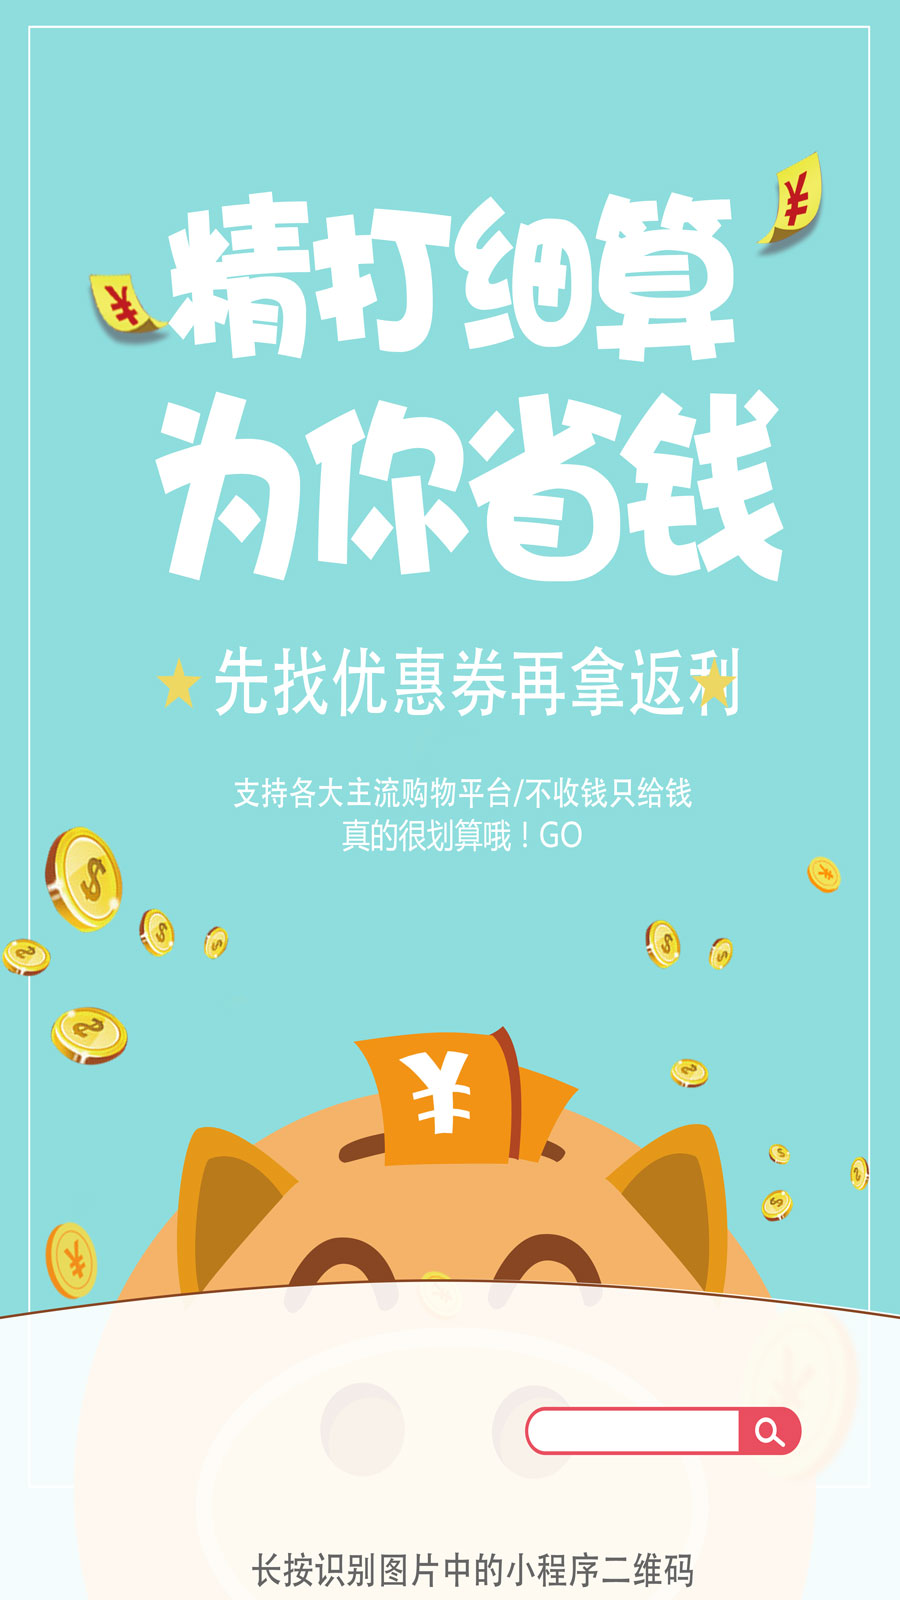 精打细算
为你省钱
先找优惠券再拿返利
支持各大主流购物平台/不收钱只给钱
真的很划算哦！GO
长按识别图片中的小程序二维码